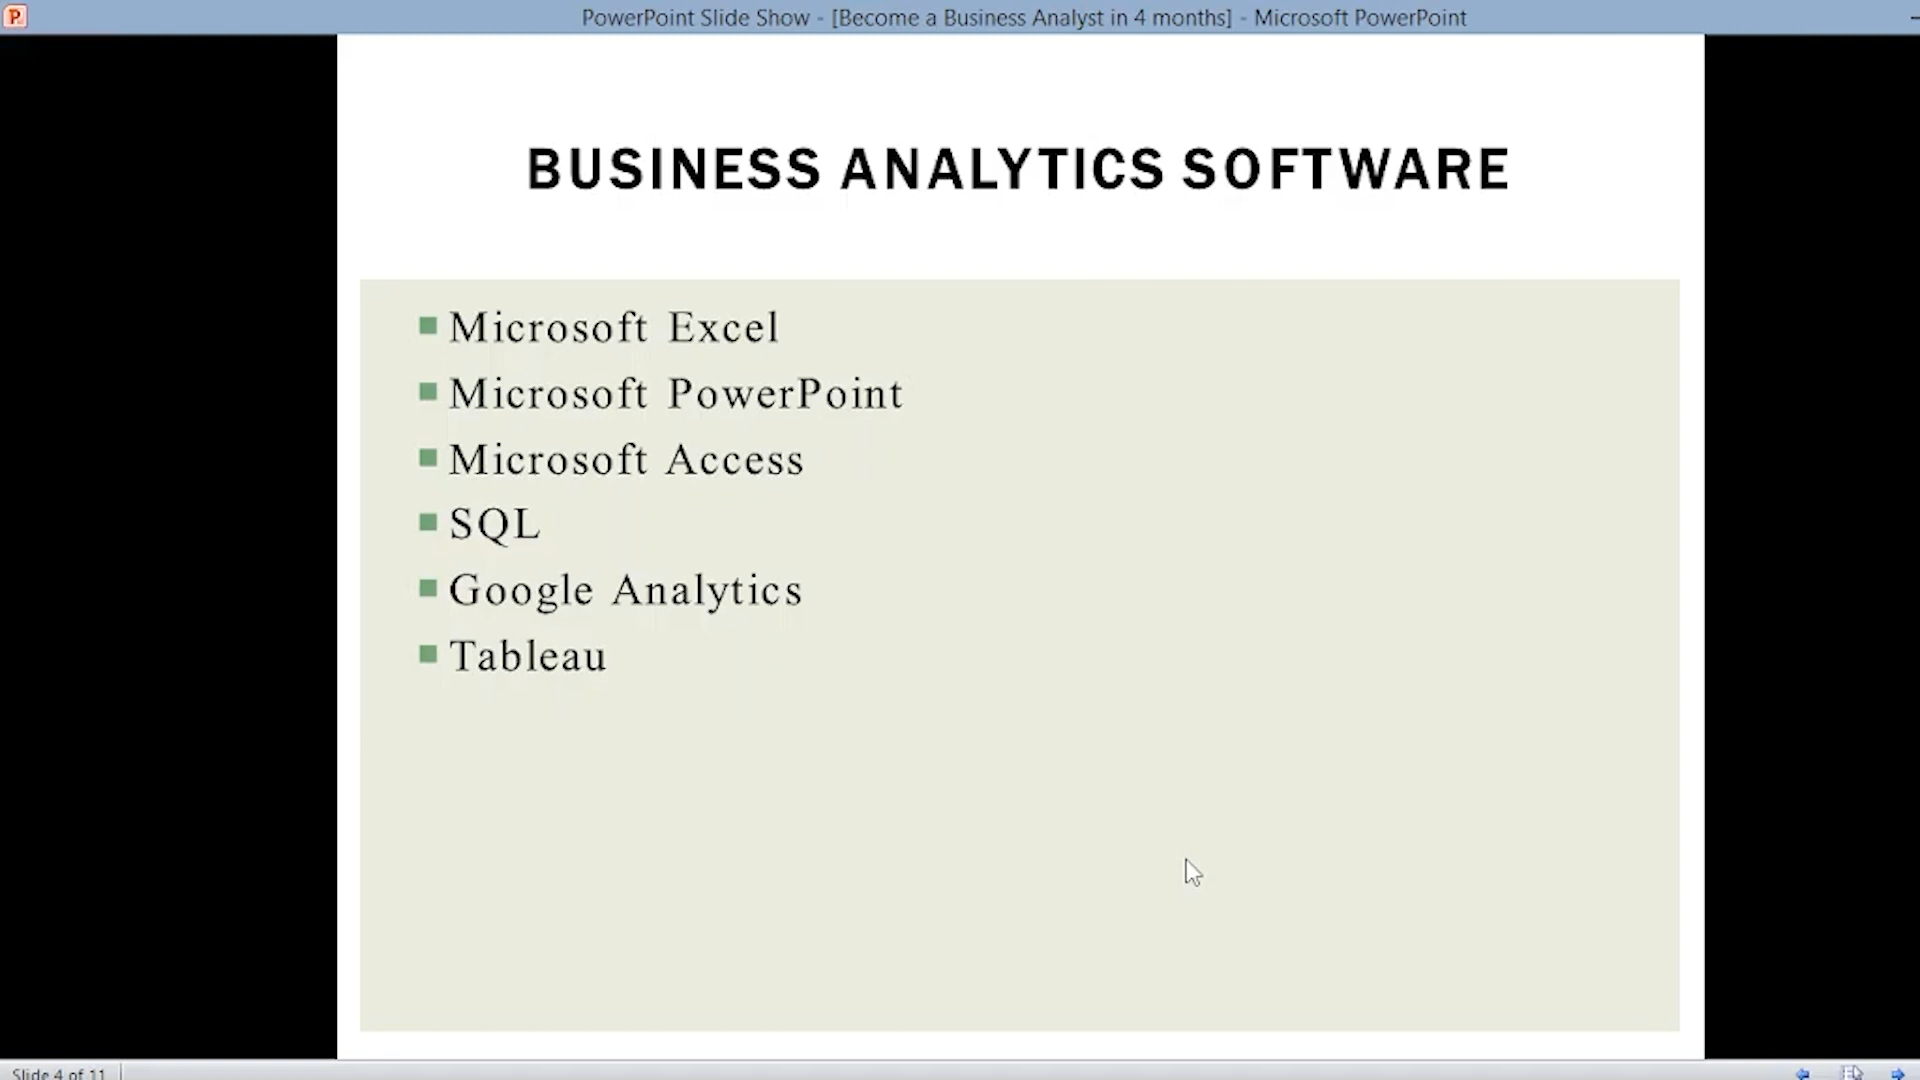 PowerPoint Slide Show - [Become a Business Analyst in 4 months] - Microsoft PowerPoint
BUSINESS ANALYTICS SOFTWARE
Microsoft Excel
Microsoft PowerPoint
Microsoft Access
SQL
Google Analytics
Tableau
Slide 4 of 11